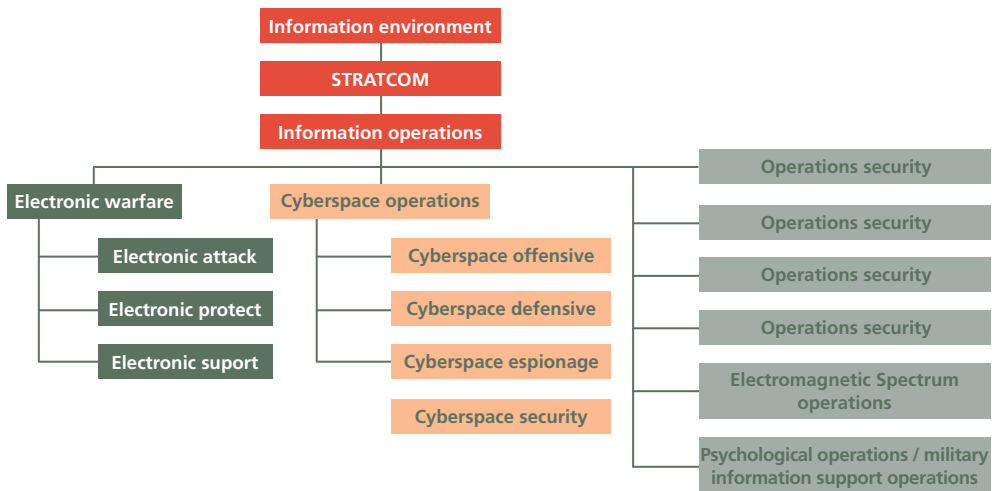 Information environment
STRATCOM
Information operations
Electronic warfare
Electronic attack
Electronic protect
Electronic suport
Cyberspace operations
Cyberspace offensive
Cyberspace defensive
Cyberspace espionage
Cyberspace security
Operations security
Operations security
Operations security
Operations security
Electromagnetic Spectrum
operations
Psychological operations / military
information support operations